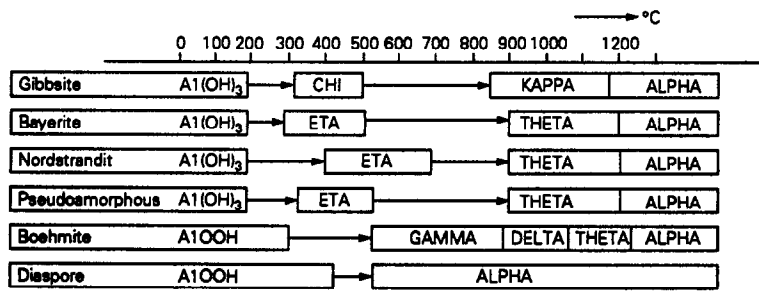 °C
0 100 200 300 400 500 600 700 800 900 1000 1200
Gibbsite A1(OH)3 CHI KAPPA ALPHA
Bayerite A1(OH)3 ETA THETA ALPHA
Nordstrandit A1(OH)3 ETA THETA ALPHA
Pseudoamorphous A1(OH)3 ETA THETA ALPHA
Boehmite A1OOH GAMMA DELTA THETA ALPHA
Diaspore A1OOH ALPHA